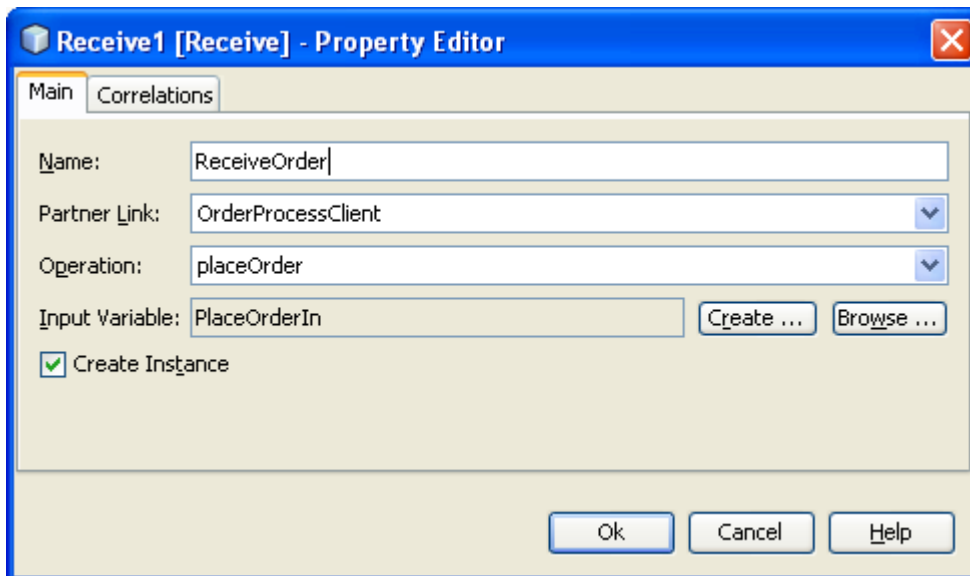 Receive1 [Receive] - Property Editor
Main Correlations
Name: ReceiveOrder
Partner Link: OrderProcessClient
Operation: placeOrder
Input Variable: PlaceOrderIn Create ... Browse ...
Create Instance
Ok Cancel Help